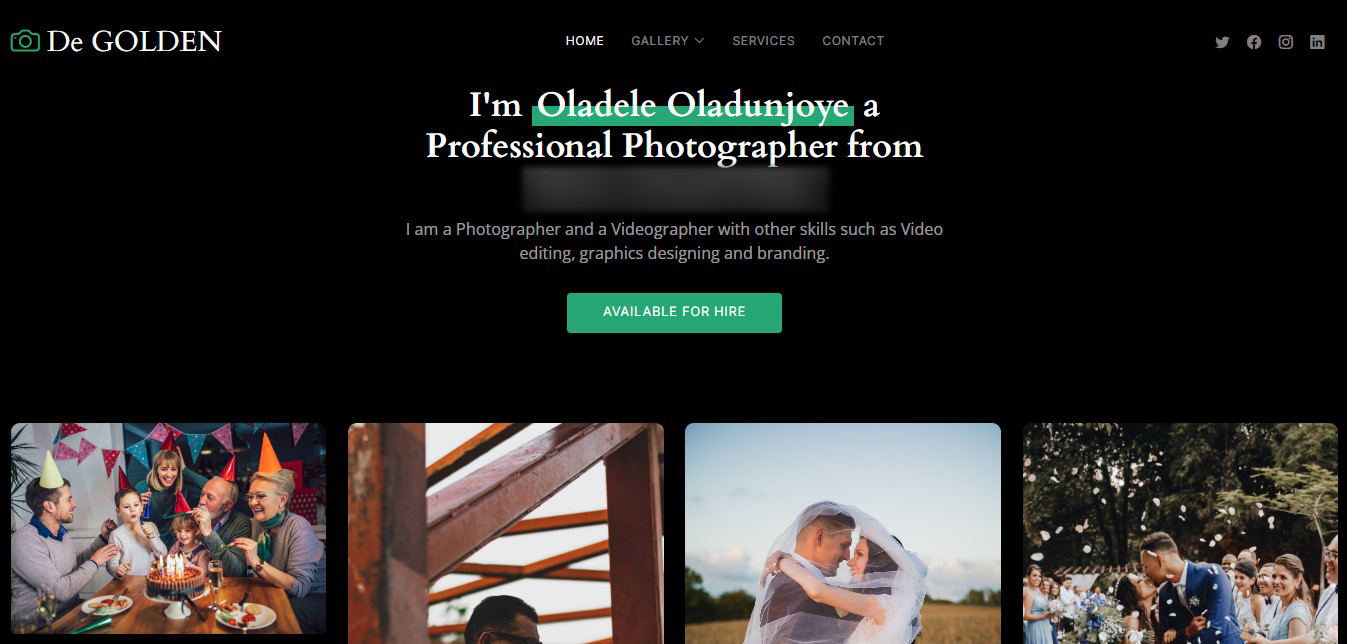 De GOLDEN
HOME GALLERY SERVICES CONTACT
I'm Oladele Oladunjoye a
Professional Photographer from
I am a Photographer and a Videographer with other skills such as Video
editing, graphics designing and branding.
AVAILABLE FOR HIRE